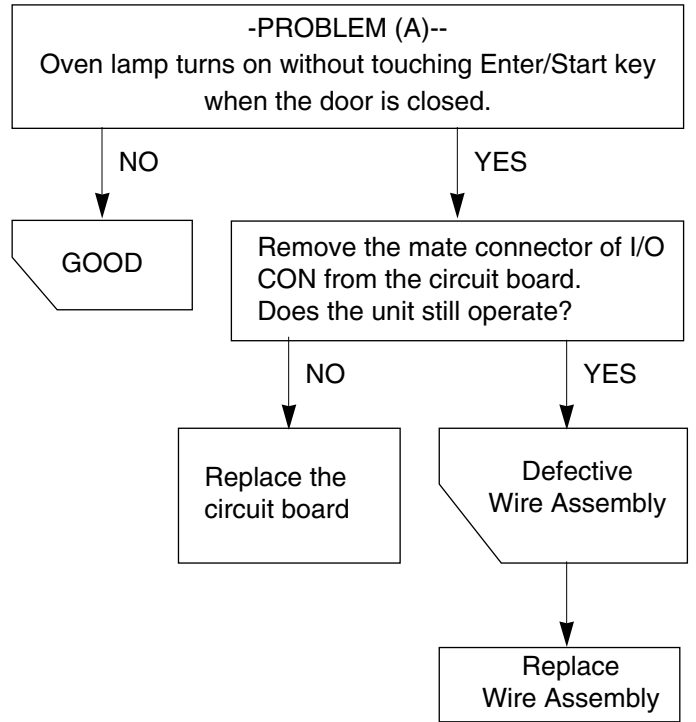 -PROBLEM (A)--
Oven lamp turns on without touching Enter/Start key
when the door is closed.
NO
YES
GOOD
Remove the mate connector of I/O
CON from the circuit board.
Does the unit still operate?
NO
YES
Replace the
circuit board
Defective
Wire Assembly
Replace
Wire Assembly